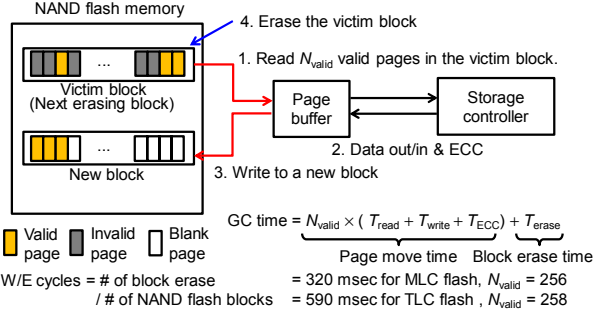 NAND flash memory
4. Erase the victim block
1. Read Nvalid valid pages in the victim block.
...
Victim block
(Next erasing block)
Page
buffer
Storage
controller
...
2. Data out/in & ECC
New block
3. Write to a new block
Valid
page
Invalid
page
Blank
page
GC time = Nvalid × ( Tread + Twrite + TECC) + Terase
Page move time Block erase time
W/E cycles = # of block erase
/ # of NAND flash blocks
= 320 msec for MLC flash, Nvalid = 256
= 590 msec for TLC flash , Nvalid = 258